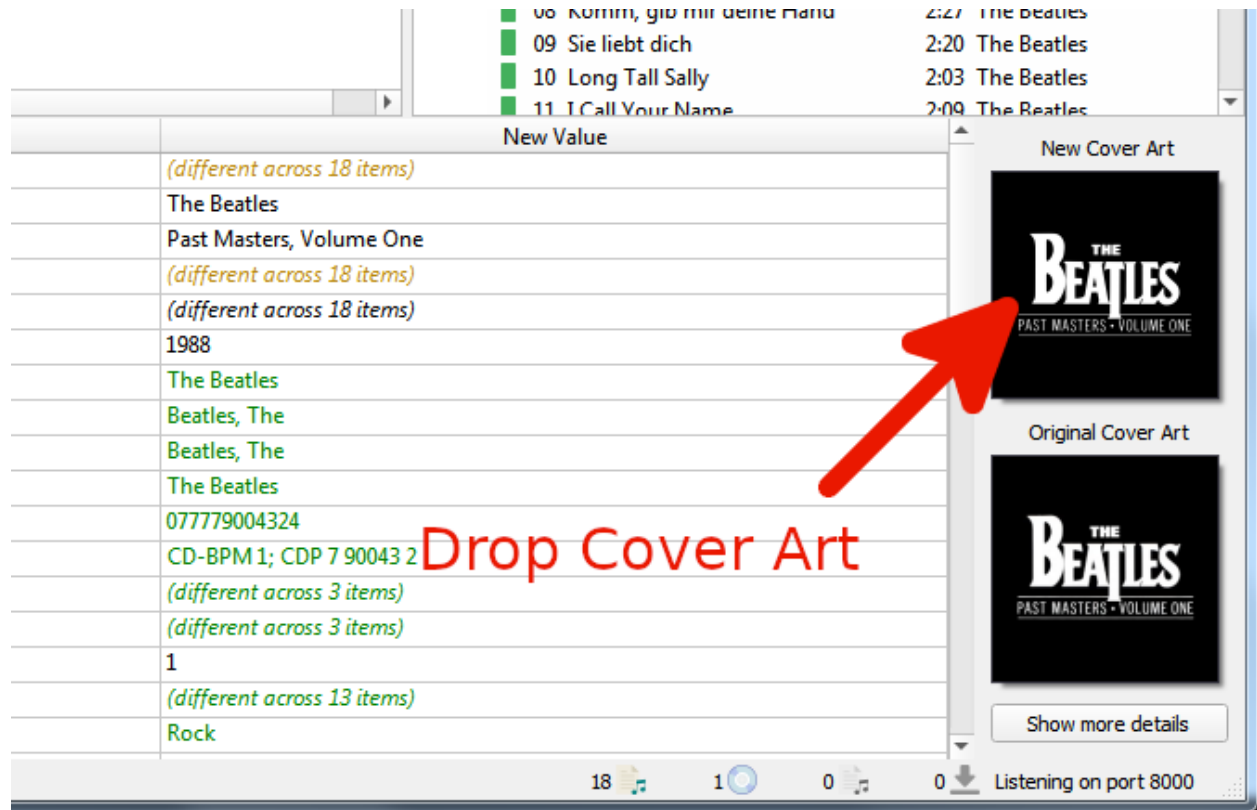 08 Komm, gib mir deine Hand 2:27 The Beatles
09 Sie liebt dich 2:20 The Beatles
10 Long Tall Sally 2:03 The Beatles
11 I Call Your Name 2:09 The Beatles
New Value
New Cover Art
(different across 18 items)
The Beatles
Past Masters, Volume One
(different across 18 items)
(different across 18 items)
1988
The Beatles
Beatles, The
Beatles, The
The Beatles
077779004324
CD-BPM 1; CDP 7 90043 2
(different across 3 items)
(different across 3 items)
1
(different across 13 items)
Rock
Drop Cover Art
THE
BEATLES
PAST MASTERS • VOLUME ONE
Original Cover Art
THE
BEATLES
PAST MASTERS • VOLUME ONE
Show more details
18 1 0 0 Listening on port 8000